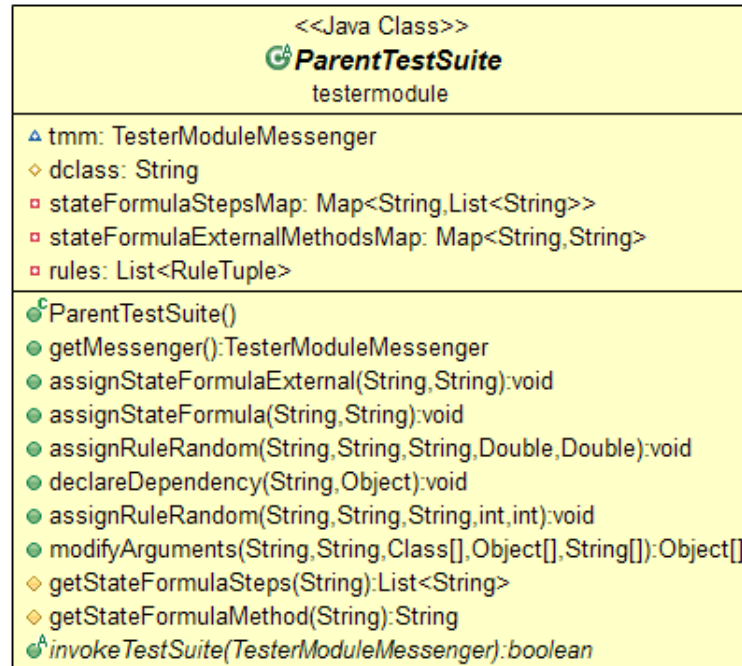 <<Java Class>>
ParentTestSuite
testermodule
tmm: TesterModuleMessenger
dclass: String
stateFormulaStepsMap: Map<String,List<String>>
stateFormulaExternalMethodsMap: Map<String,String>
rules: List<RuleTuple>
ParentTestSuite()
getMessenger():TesterModuleMessenger
assignStateFormulaExternal(String,String):void
assignStateFormula(String,String):void
assignRuleRandom(String,String,String,Double,Double):void
declareDependency(String,Object):void
assignRuleRandom(String,String,String,int,int):void
modifyArguments(String,String,Class[],Object[],String[]):Object[]
getStateFormulaSteps(String):List<String>
getStateFormulaMethod(String):String
invokeTestSuite(TesterModuleMessenger):boolean